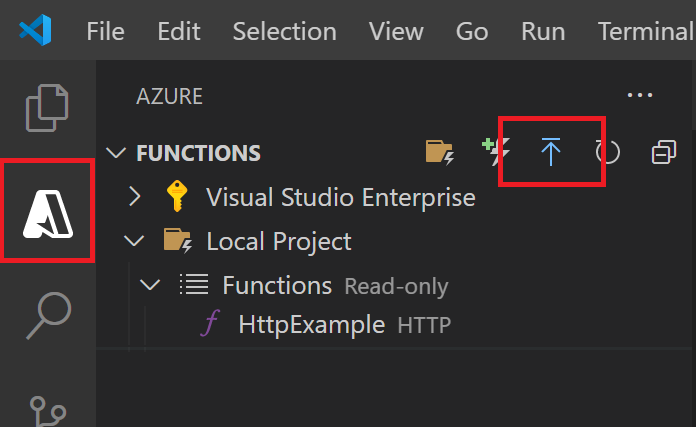 File Edit Selection View Go Run Terminal
AZURE
FUNCTIONS
Visual Studio Enterprise
Local Project
Functions Read-only
HttpExample HTTP